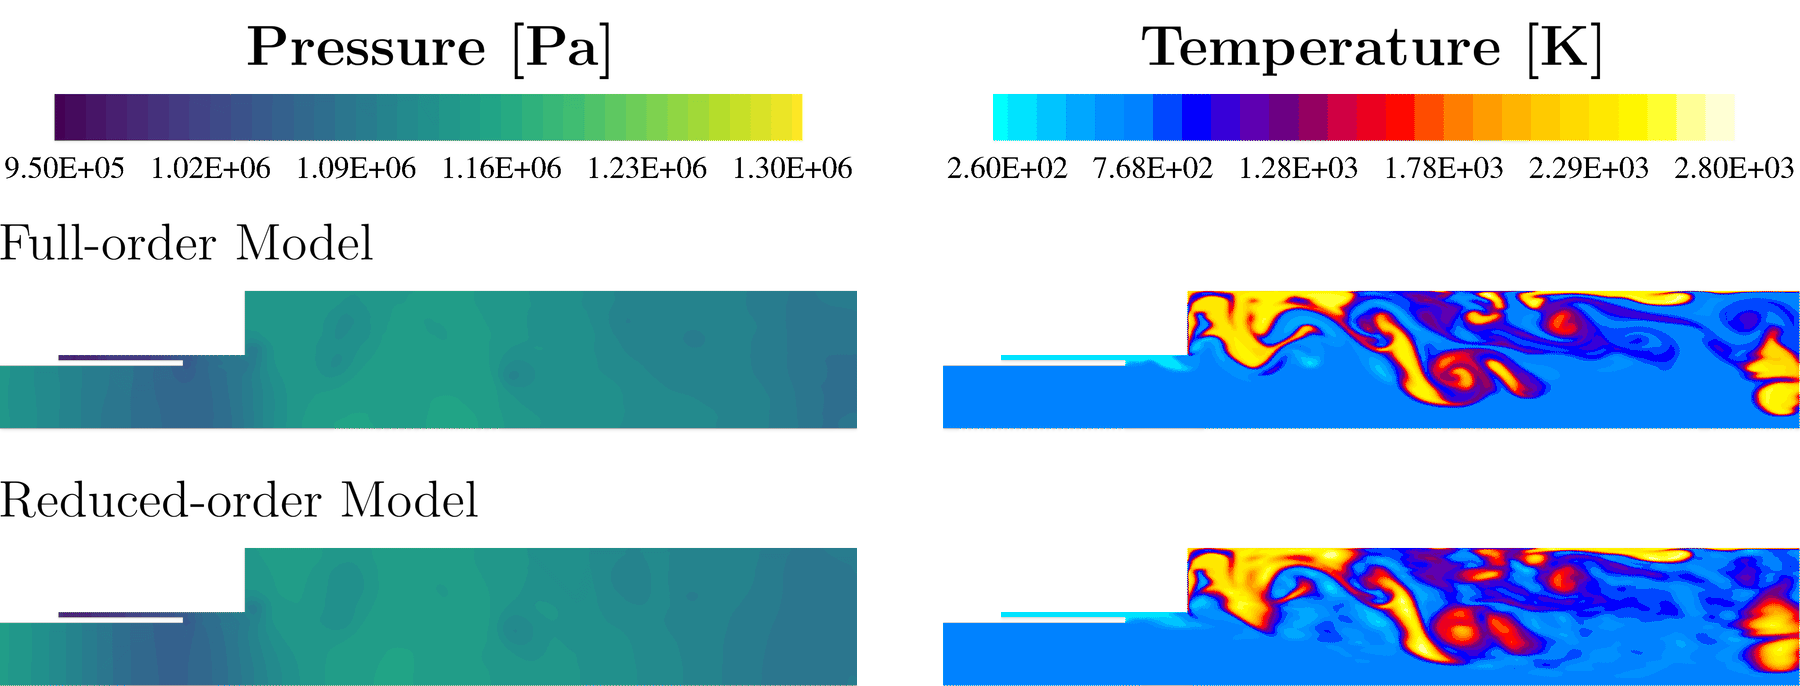 Pressure [Pa]
Temperature [K]
9.50E+05 1.02E+06 1.09E+06 1.16E+06 1.23E+06 1.30E+06
2.60E+02 7.68E+02 1.28E+03 1.78E+03 2.29E+03 2.80E+03
Full-order Model
Reduced-order Model